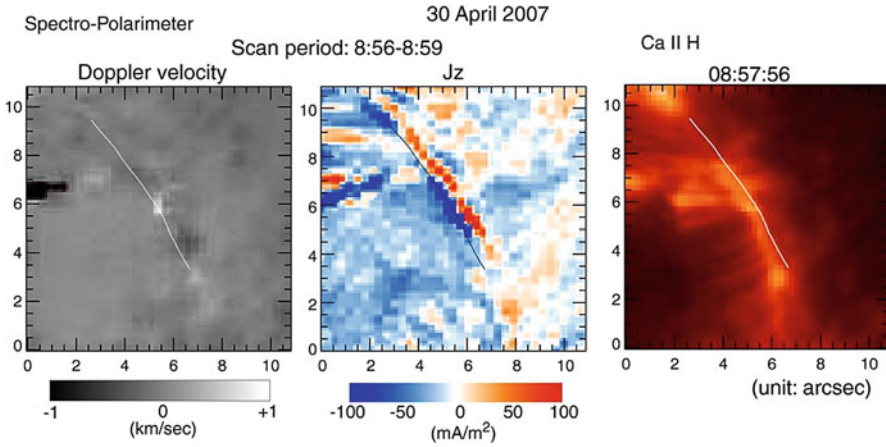 30 April 2007
Spectro-Polarimeter
Scan period: 8:56-8:59
Ca II H
Doppler velocity
Jz
08:57:56
10
8
6
4
2
0
0 2 4 6 8 10
10
8
6
4
2
0
0 2 4 6 8 10
10
8
6
4
2
0
0 2 4 6 8 10
(unit: arcsec)
-1 +1
(km/sec)
-100 -50 0 50 100
(mA/m²)